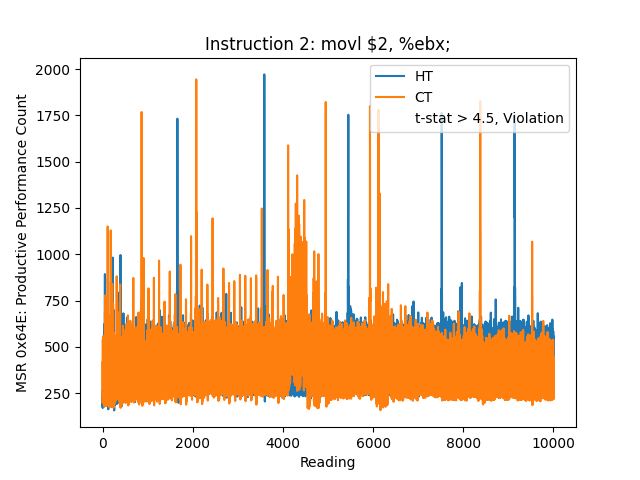 Instruction 2: movl $2, %ebx;
HT
CT
t-stat > 4.5, Violation
MSR 0x64E: Productive Performance Count
2000
1750
1500
1250
1000
750
500
250
0
2000
4000
6000
8000
10000
Reading